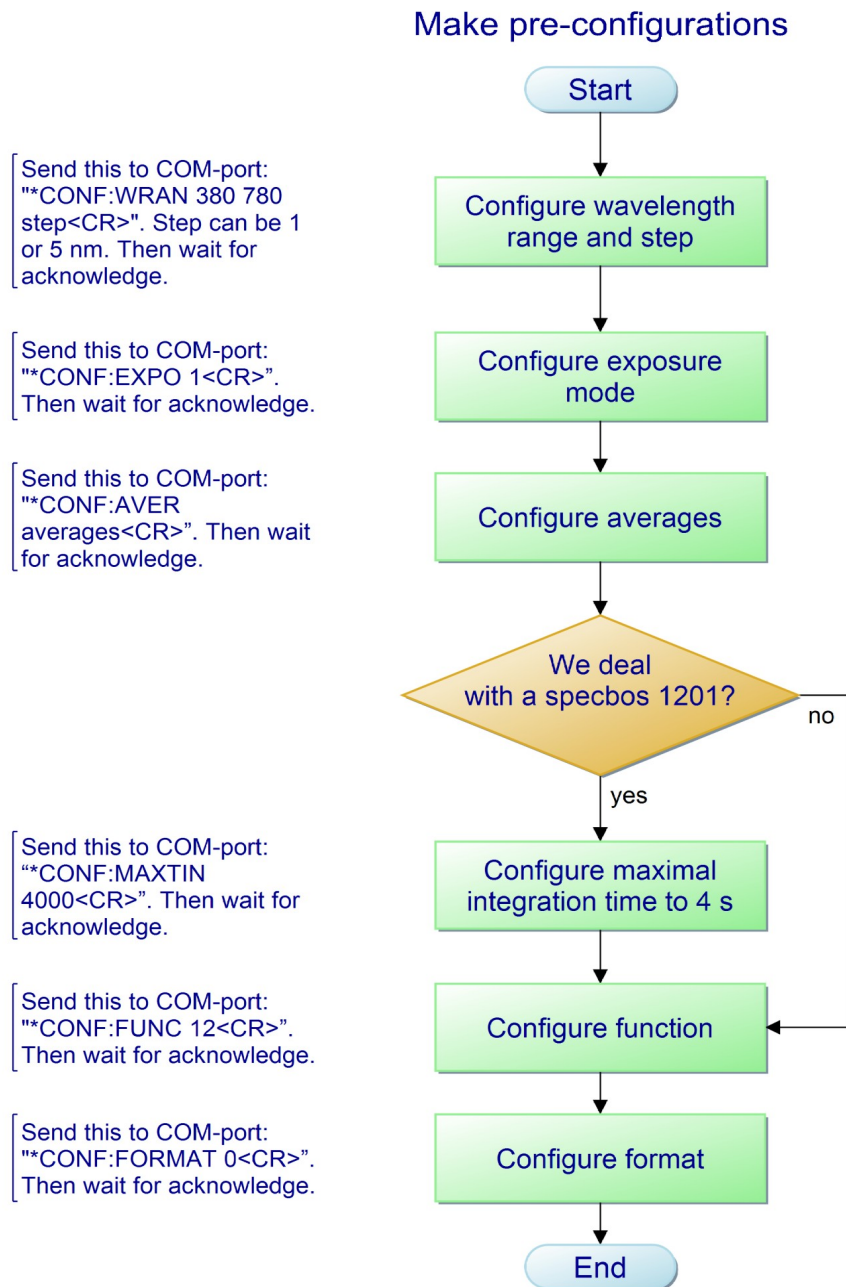 Make pre-configurations
Start
Send this to COM-port:
"*CONF:WRAN 380 780
step<CR>". Step can be 1
or 5 nm. Then wait for
acknowledge.
Configure wavelength
range and step
Send this to COM-port:
"*CONF:EXPO 1<CR>”.
Then wait for acknowledge.
Configure exposure
mode
Send this to COM-port:
"*CONF:AVER
averages<CR>”. Then wait
for acknowledge.
Configure averages
We deal
with a specbos 1201?
no
yes
Send this to COM-port:
“*CONF:MAXTIN
4000<CR>”. Then wait for
acknowledge.
Configure maximal
integration time to 4 s
Send this to COM-port:
"*CONF:FUNC 12<CR>”.
Then wait for acknowledge.
Configure function
Send this to COM-port:
"*CONF:FORMAT 0<CR>”.
Then wait for acknowledge.
Configure format
End